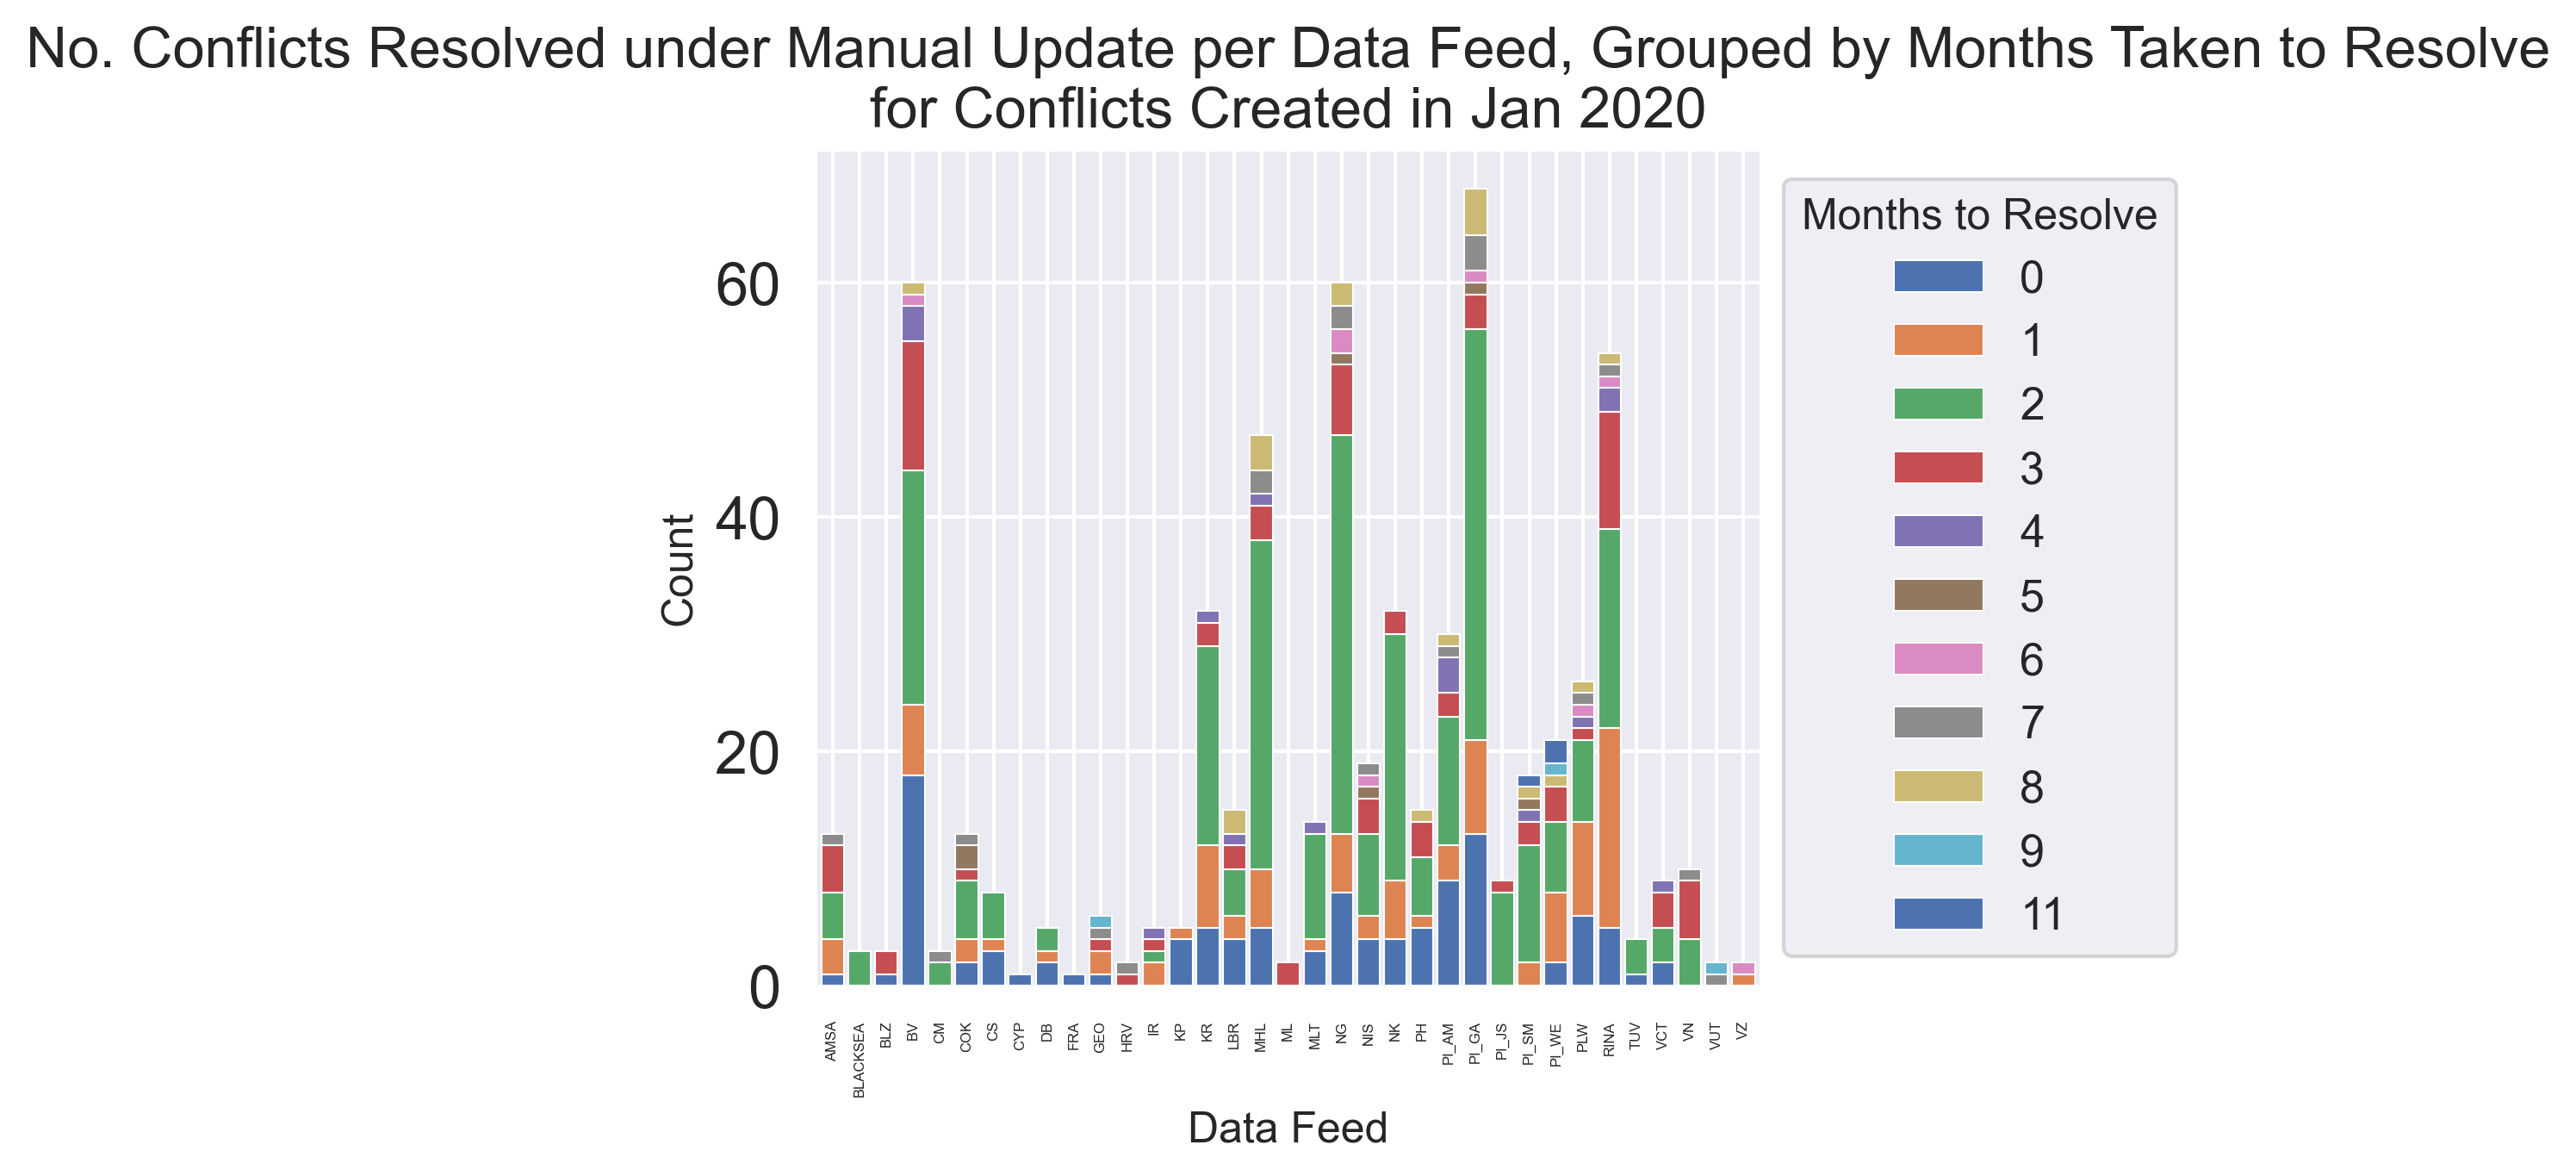 No. Conflicts Resolved under Manual Update per Data Feed, Grouped by Months Taken to Resolve
for Conflicts Created in Jan 2020
60
40
20
0
Count
AMSA
BLACKSEA
BLZ
BV
CM
COK
CS
CYP
DB
FRA
GEO
HRV
IR
KP
KR
LBR
MHL
ML
MLT
NG
NIS
NK
PH
PI_AM
PI_GA
PI_JS
PI_SM
PI_WE
PLW
RINA
TUV
VCT
VN
VUT
VZ
Data Feed
Months to Resolve
0
1
2
3
4
5
6
7
8
9
11